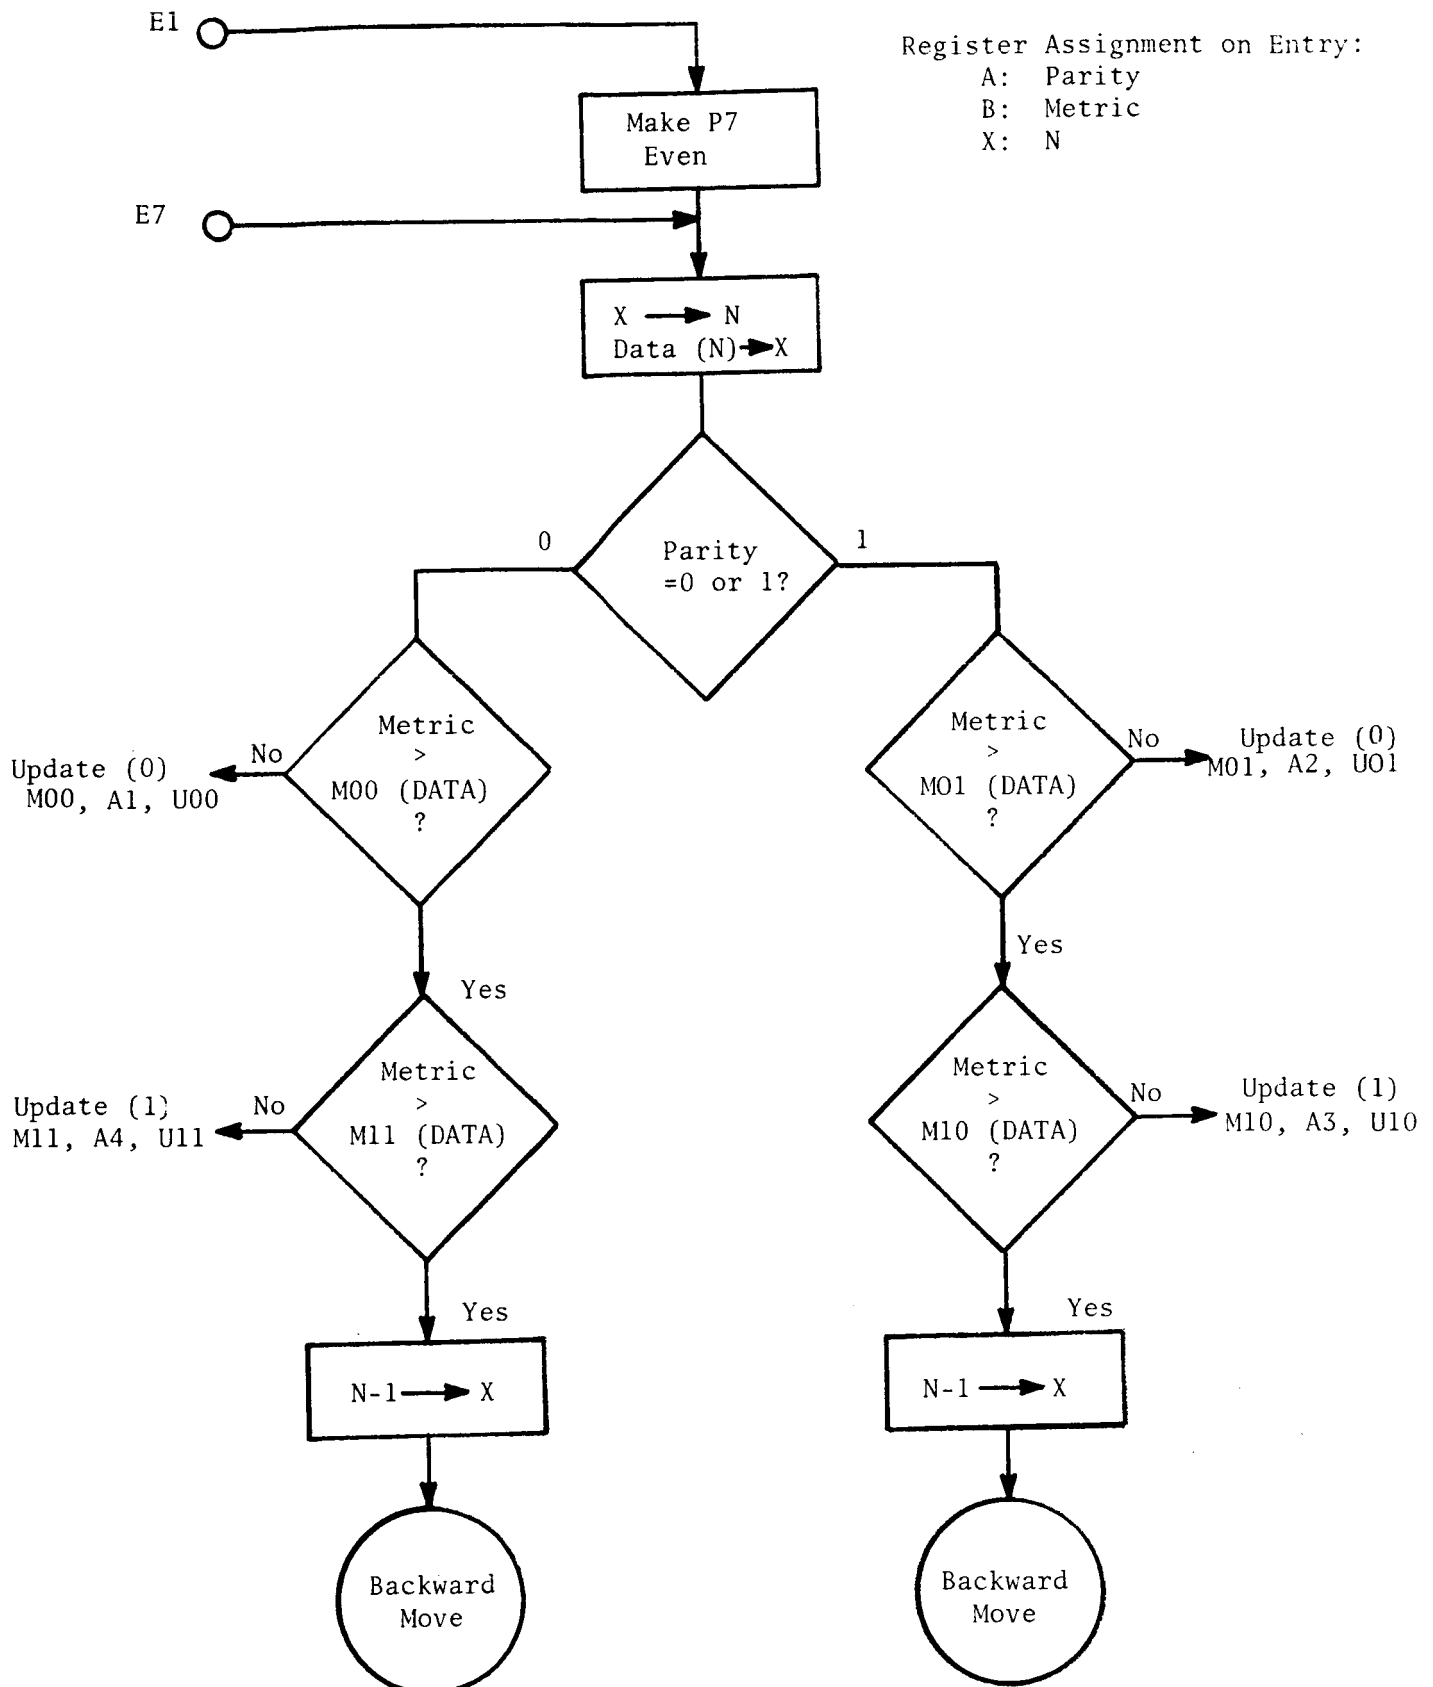 E1
Register Assignment on Entry:
A: Parity
B: Metric
X: N
Make P7
Even
E7
X → N
Data (N)→X
0
1
Parity
=0 or 1?
Metric
>
M00 (DATA)
?
No
Update (0)
M00, A1, U00
Metric
>
M01 (DATA)
?
No
Update (0)
M01, A2, U01
Yes
Yes
Metric
>
M11 (DATA)
?
No
Update (1)
M11, A4, U11
Metric
>
M10 (DATA)
?
No
Update (1)
M10, A3, U10
Yes
Yes
N-1 → X
N-1 → X
Backward
Move
Backward
Move